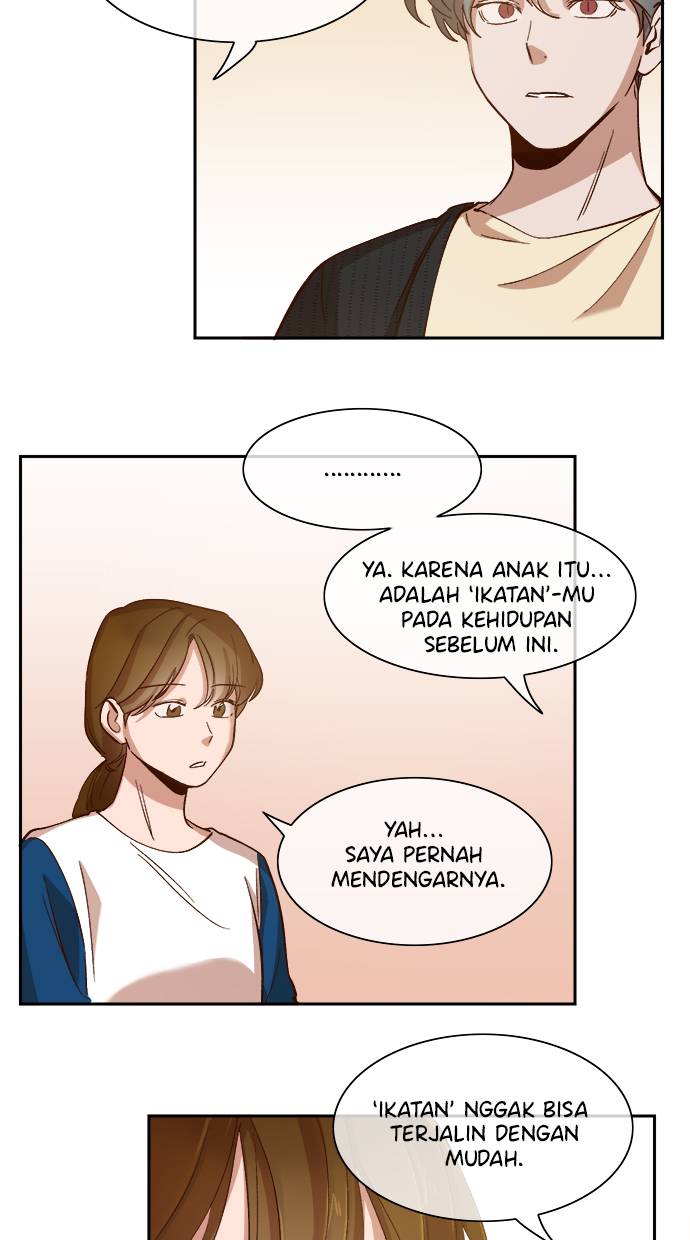 ............
YA. KARENA ANAK ITU...
ADALAH 'IKATAN'-MU
PADA KEHIDUPAN
SEBELUM INI.
YAH...
SAYA PERNAH
MENDENGARNYA.
'IKATAN' NGGAK BISA
TERJALIN DENGAN
MUDAH.